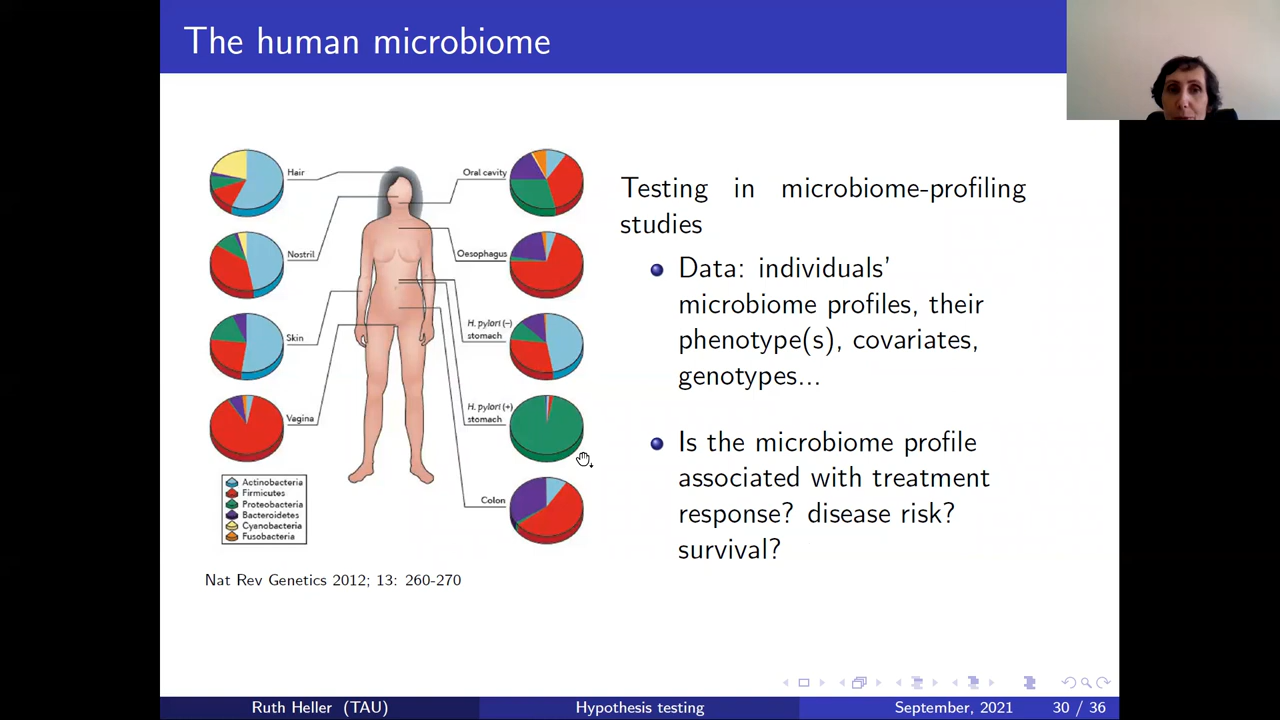 The human microbiome
Hair
Nostril
Skin
Vagina
Oral cavity
Oesophagus
H. pylori (–)
stomach
H. pylori (+)
stomach
Colon
Actinobacteria
Firmicutes
Proteobacteria
Bacteroidetes
Cyanobacteria
Fusobacteria
Nat Rev Genetics 2012; 13: 260-270
Testing in microbiome-profiling
studies
Data: individuals’
microbiome profiles, their
phenotype(s), covariates,
genotypes...
Is the microbiome profile
associated with treatment
response? disease risk?
survival?
Ruth Heller (TAU)
Hypothesis testing
September, 2021
30 / 36